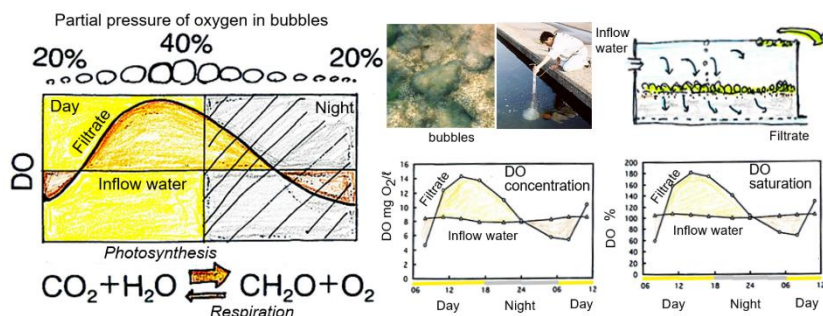 Partial pressure of oxygen in bubbles
20% 40% 20%
Day
Night
Filtrate
DO
Inflow water
Photosynthesis
CO₂+H₂O CH₂O+O₂
Respiration
bubbles
Inflow
water
Filtrate
DO
concentration
Filtrate
Inflow water
DO mg O₂/ℓ
16
14
12
10
8
6
4
2
0
06 12 18 24 06 12
Day Night Day
DO
saturation
Filtrate
Inflow water
DO %
200
180
160
140
120
100
80
60
40
20
0
06 12 18 24 06 12
Day Night Day